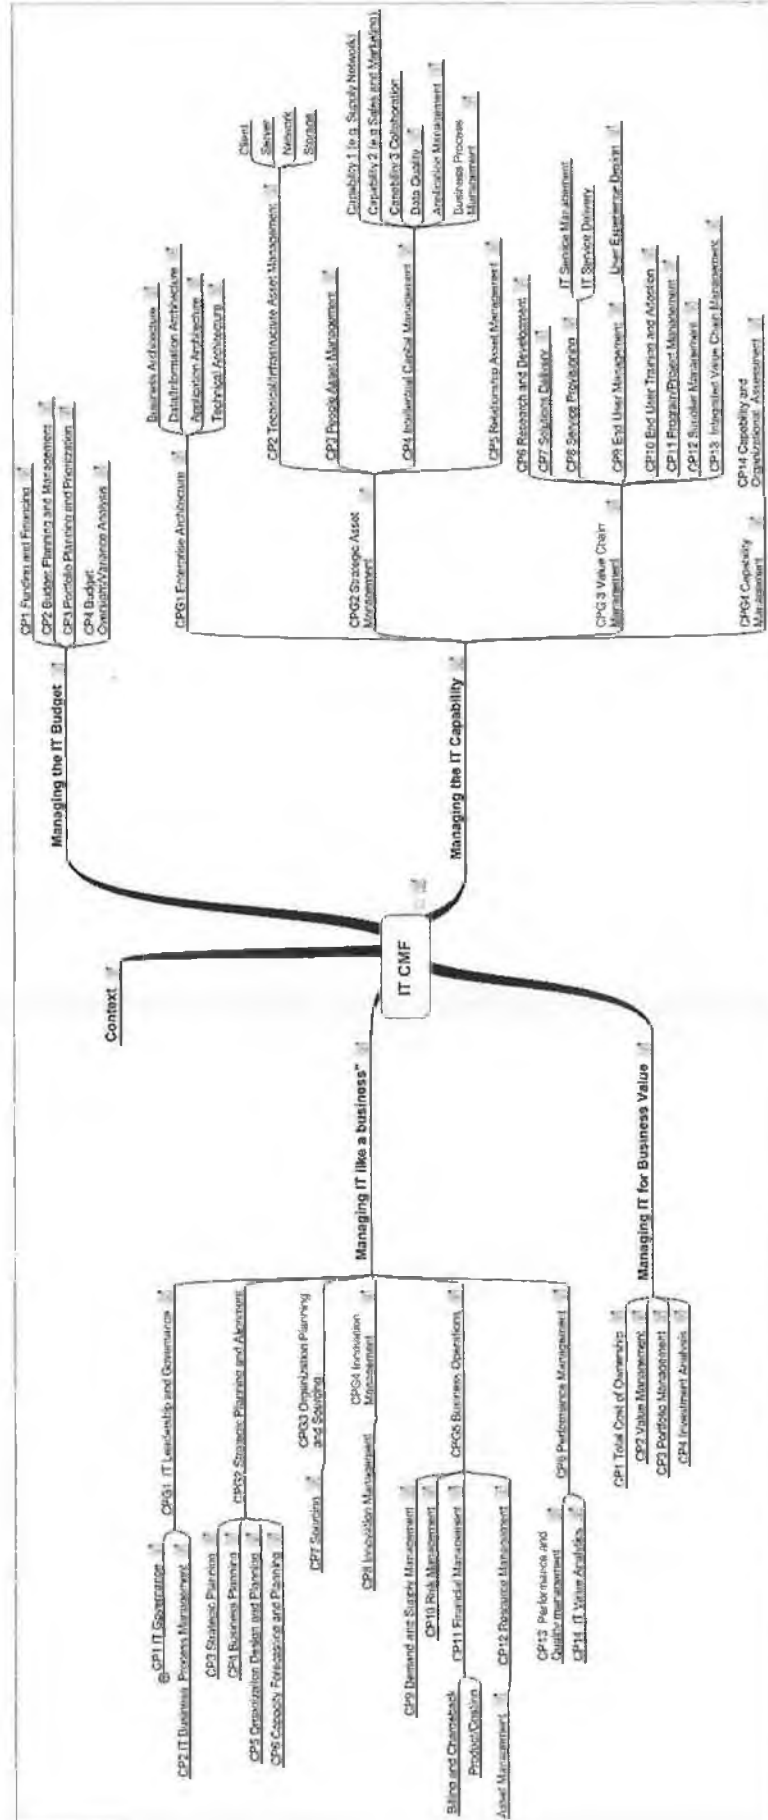 CP1 Funding and Financing
CP2 Budget Planning and Management
CP3 Portfolio Planning and Prioritization
CP4 Budget
Oversight/Variance Analysis
Managing the IT Budget
Business Architecture
Data/Information Architecture
Application Architecture
Technical Architecture
CPG1 Enterprise Architecture
Client
Server
Network
Storage
CP2 Technical/Infrastructure Asset Management
CP3 People Asset Management
Capability 1 (e.g. Supply Network)
Capability 2 (e.g Sales and Marketing)
Capability 3 Collaboration
Data Quality
Application Management
Business Process
Management
CP4 Intellectual Capital Management
CP5 Relationship Asset Management
CPG2 Strategic Asset
Management
CP6 Research and Development
CP7 Solutions Delivery
IT Service Management
IT Service Delivery
CP8 Service Provisioning
User Experience Design
CP9 End User Management
CP10 End User Training and Adoption
CP11 Program/Project Management
CP12 Supplier Management
CP13 Integrated Value Chain Management
CPG 3 Value Chain
Management
CP14 Capability and
Organizational Assessment
CPG4 Capability
Management
Managing the IT Capability
Context
IT CMF
Managing IT like a business"
CPG1 IT Leadership and Governance
CP1 IT Governance
CP2 IT Business Process Management
CPG2 Strategic Planning and Alignment
CP3 Strategic Planning
CP4 Business Planning
CP5 Organization Design and Planning
CP6 Capacity Forecasting and Planning
CPG3 Organization Planning
and Sourcing
CP7 Sourcing
CPG4 Innovation
Management
CP8 Innovation Management
CPG5 Business Operations
CP9 Demand and Supply Management
CP10 Risk Management
CP11 Financial Management
Billing and Chargeback
Product/Costing
CP12 Resource Management
Asset Management
CP6 Performance Management
CP13 Performance and
Quality management
CP14 IT Value Analytics
Managing IT for Business Value
CP1 Total Cost of Ownership
CP2 Value Management
CP3 Portfolio Management
CP4 Investment Analysis